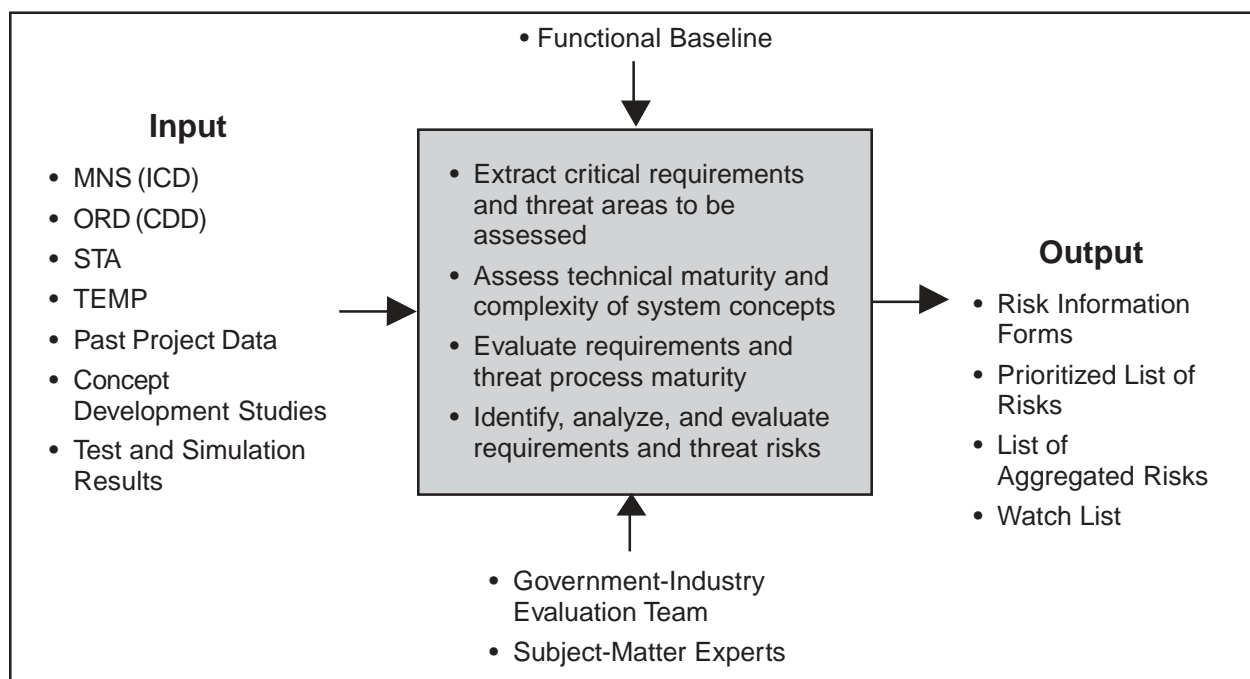 • Functional Baseline
Input
• MNS (ICD)
• ORD (CDD)
• STA
• TEMP
• Past Project Data
• Concept
Development Studies
• Test and Simulation
Results
• Extract critical requirements
and threat areas to be
assessed
• Assess technical maturity and
complexity of system concepts
• Evaluate requirements and
threat process maturity
• Identify, analyze, and evaluate
requirements and threat risks
Output
• Risk Information
Forms
• Prioritized List of
Risks
• List of
Aggregated Risks
• Watch List
• Government-Industry
Evaluation Team
• Subject-Matter Experts